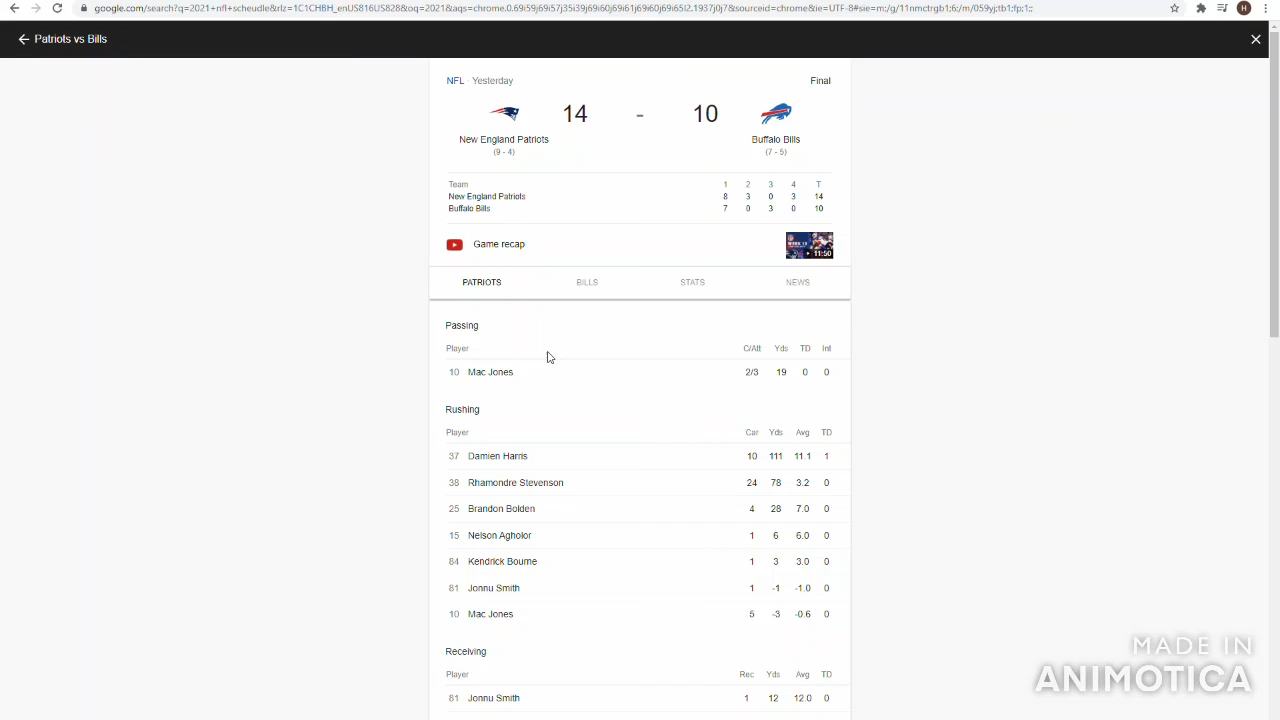 google.com/search?q=2021+nfl+scheudle&rlz=1C1CHBH_enUS816US828&oq=2021&aqs=chrome.0.69i59j69i57j35i39j69i60j69i61j69i60j69i65l2.1937j0j7&sourceid=chrome&ie=UTF-8#sie=m;/g/11nmctrgb1;6;/m/059yj;tb1;fp;1;;
H
Patriots vs Bills
NFL · Yesterday Final
14 - 10
New England Patriots Buffalo Bills
(9 - 4) (7 - 5)
Team 1 2 3 4 T
New England Patriots 8 3 0 3 14
Buffalo Bills 7 0 3 0 10
Game recap
WEEK 13
11:50
PATRIOTS BILLS STATS NEWS
Passing
Player C/Att Yds TD Int
10 Mac Jones 2/3 19 0 0
Rushing
Player Car Yds Avg TD
37 Damien Harris 10 111 11.1 1
38 Rhamondre Stevenson 24 78 3.2 0
25 Brandon Bolden 4 28 7.0 0
15 Nelson Agholor 1 6 6.0 0
84 Kendrick Bourne 1 3 3.0 0
81 Jonnu Smith 1 -1 -1.0 0
10 Mac Jones 5 -3 -0.6 0
Receiving
Player Rec Yds Avg TD
81 Jonnu Smith 1 12 12.0 0
MADE IN
ANIMOTICA